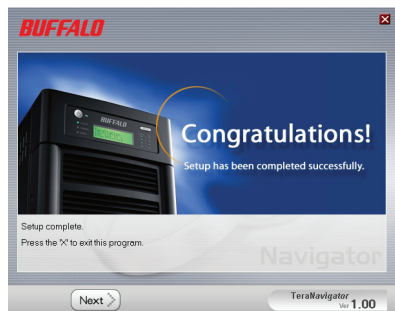 BUFFALO
BUFFALO
Congratulations!
Setup has been completed successfully.
Setup complete.
Press the 'X' to exit this program.
Navigator
Next
TeraNavigator
Ver 1.00